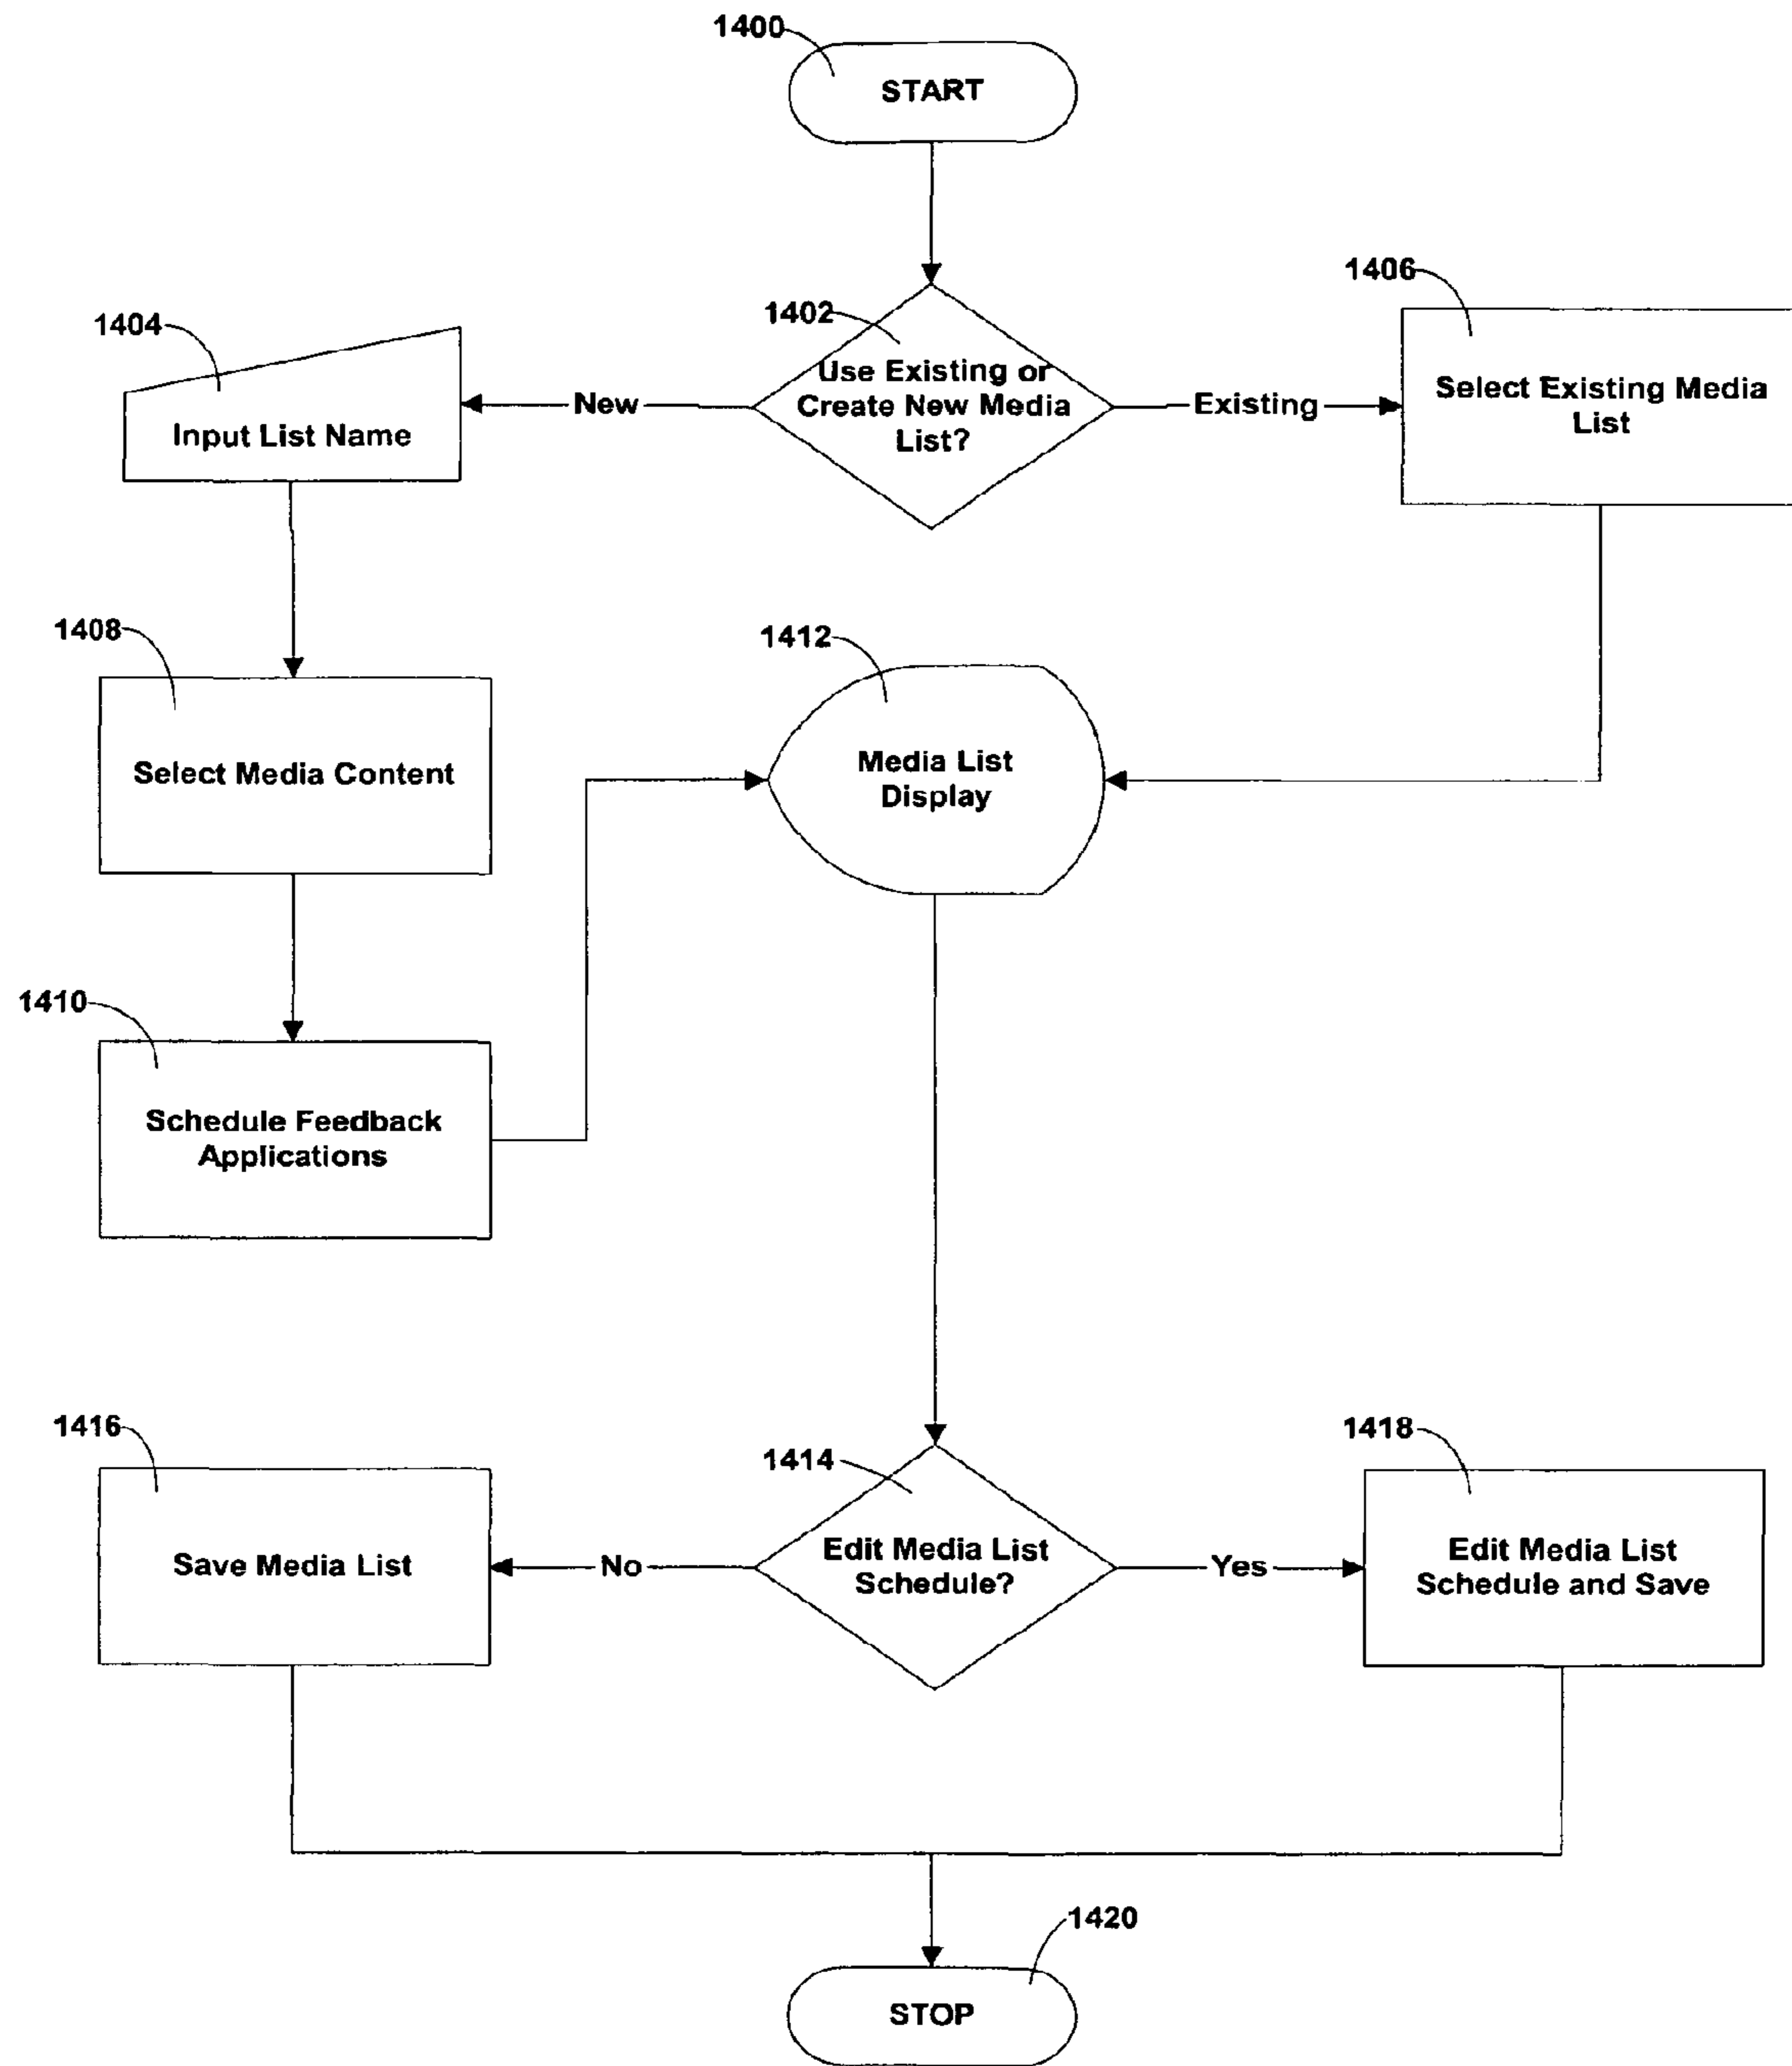 1400
START
1402
Use Existing or
Create New Media
List?
New
Existing
1404
Input List Name
1406
Select Existing Media
List
1408
Select Media Content
1412
Media List
Display
1410
Schedule Feedback
Applications
1414
Edit Media List
Schedule?
No
Yes
1416
Save Media List
1418
Edit Media List
Schedule and Save
1420
STOP